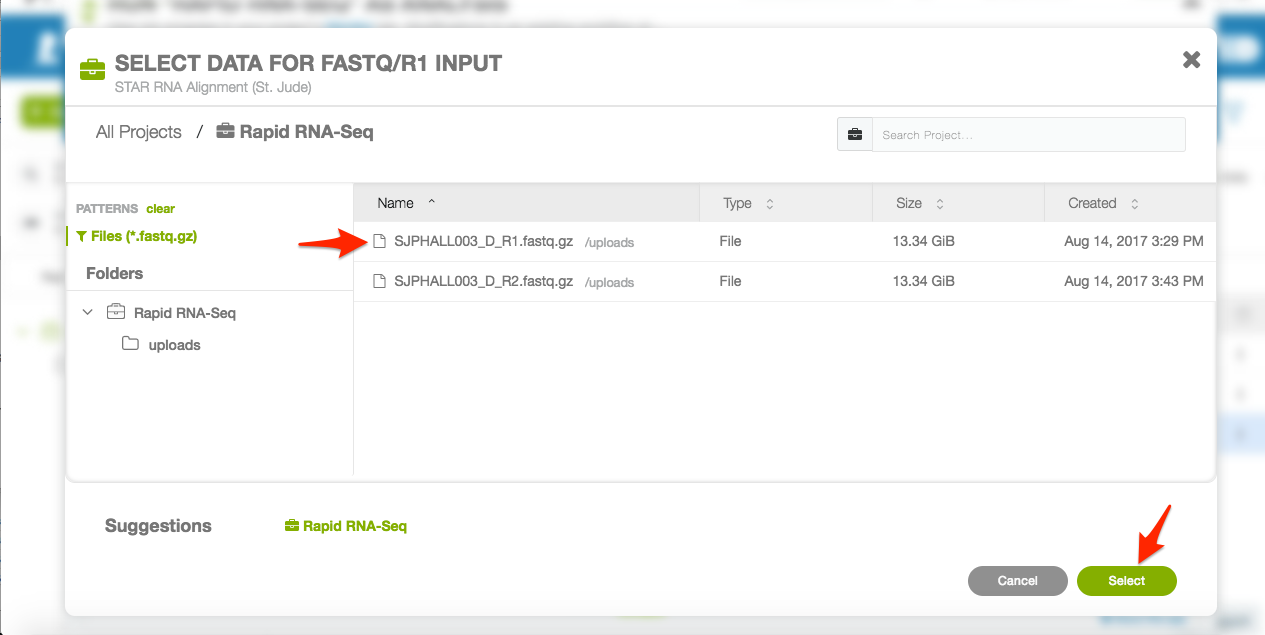 SELECT DATA FOR FASTQ/R1 INPUT
STAR RNA Alignment (St. Jude)
All Projects / Rapid RNA-Seq
Search Project...
PATTERNS clear
Files (*.fastq.gz)
Folders
Rapid RNA-Seq
uploads
Name Type Size Created
SJPHALL003_D_R1.fastq.gz /uploads File 13.34 GiB Aug 14, 2017 3:29 PM
SJPHALL003_D_R2.fastq.gz /uploads File 13.34 GiB Aug 14, 2017 3:43 PM
Suggestions Rapid RNA-Seq
Cancel Select